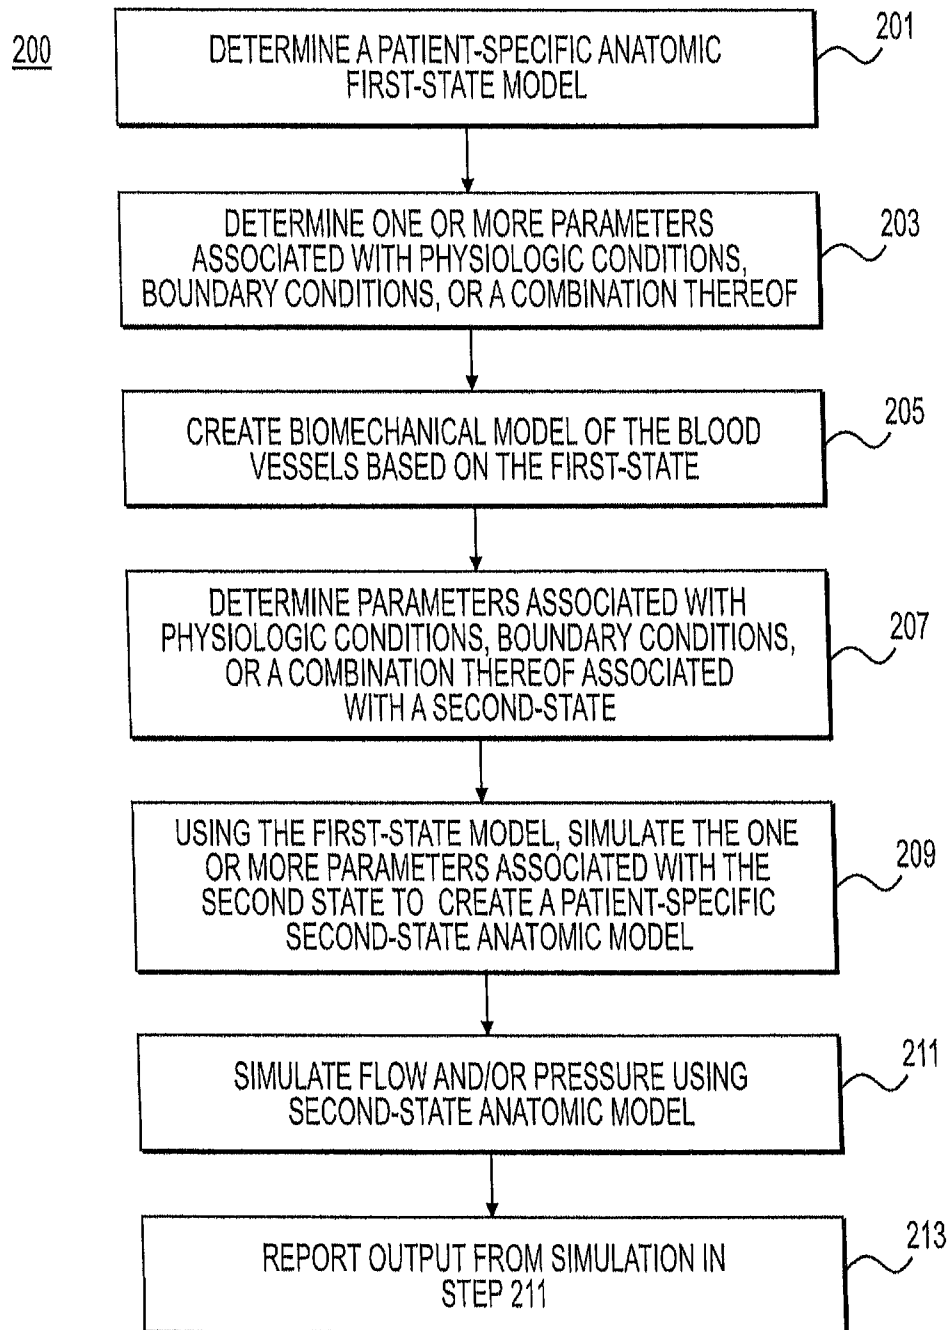 200
DETERMINE A PATIENT-SPECIFIC ANATOMIC
FIRST-STATE MODEL
201
DETERMINE ONE OR MORE PARAMETERS
ASSOCIATED WITH PHYSIOLOGIC CONDITIONS,
BOUNDARY CONDITIONS, OR A COMBINATION THEREOF
203
CREATE BIOMECHANICAL MODEL OF THE BLOOD
VESSELS BASED ON THE FIRST-STATE
205
DETERMINE PARAMETERS ASSOCIATED WITH
PHYSIOLOGIC CONDITIONS, BOUNDARY CONDITIONS,
OR A COMBINATION THEREOF ASSOCIATED
WITH A SECOND-STATE
207
USING THE FIRST-STATE MODEL, SIMULATE THE ONE
OR MORE PARAMETERS ASSOCIATED WITH THE
SECOND STATE TO CREATE A PATIENT-SPECIFIC
SECOND-STATE ANATOMIC MODEL
209
SIMULATE FLOW AND/OR PRESSURE USING
SECOND-STATE ANATOMIC MODEL
211
REPORT OUTPUT FROM SIMULATION IN
STEP 211
213